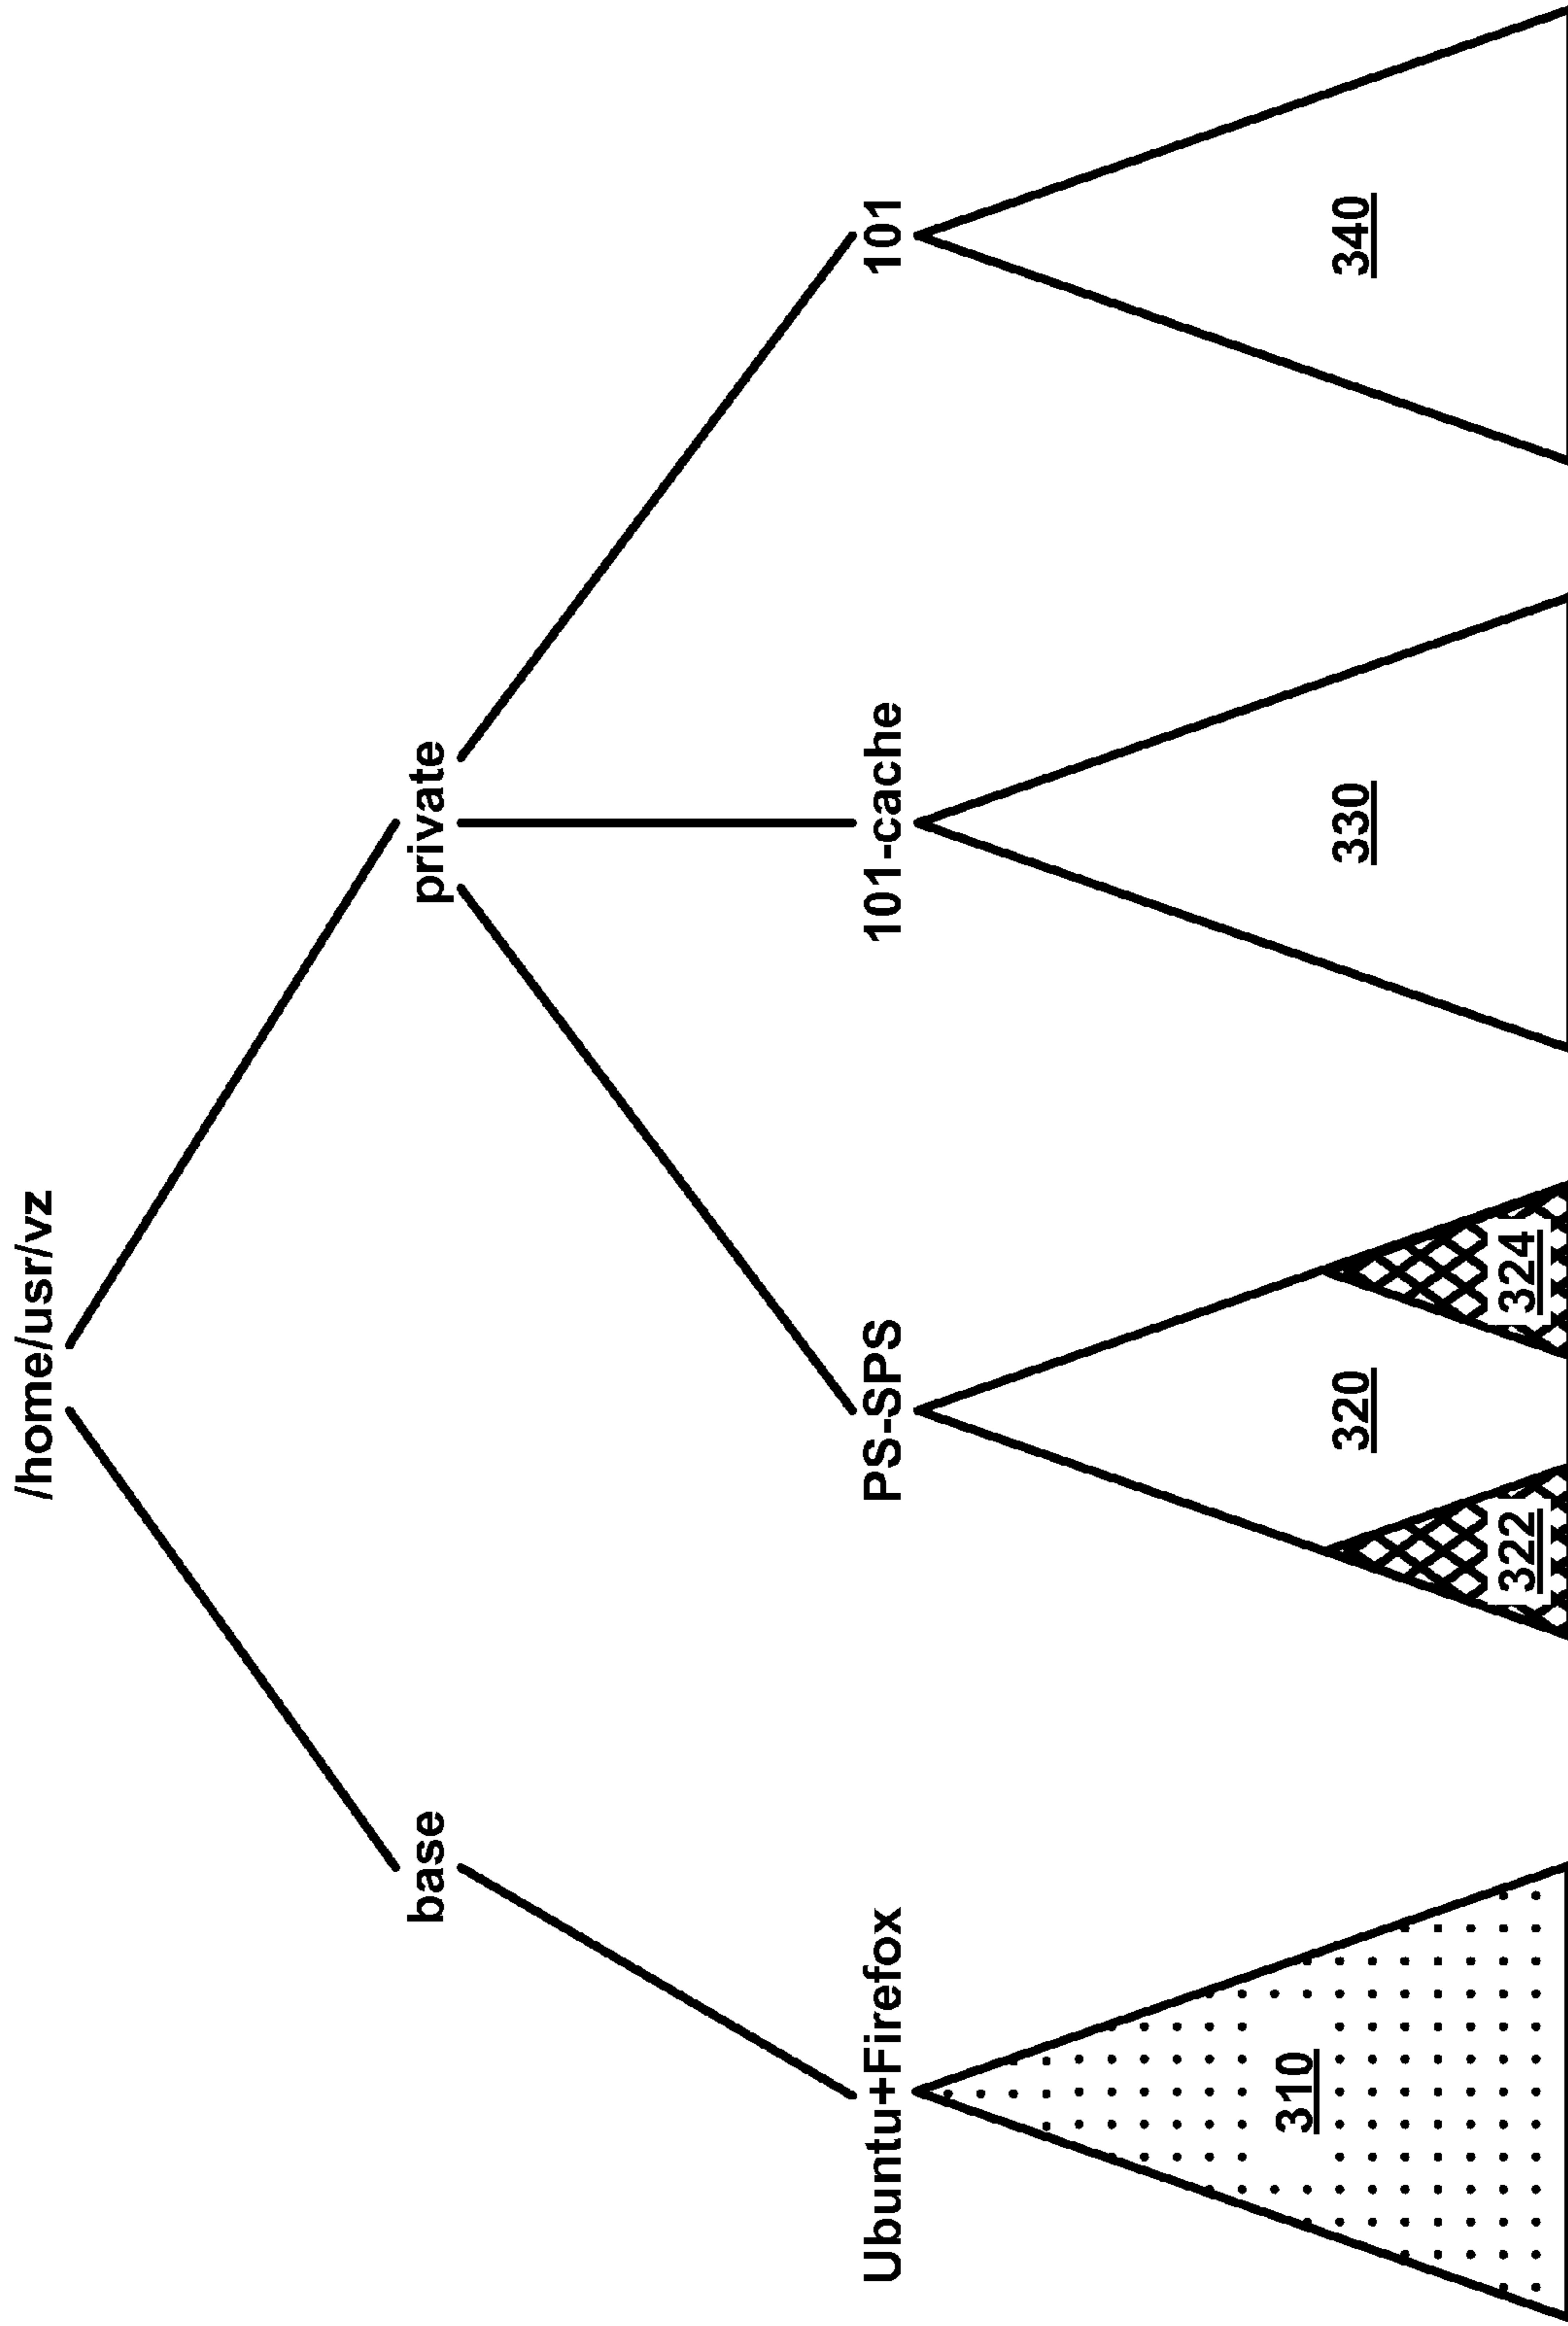 /home/usr/vz
base
private
Ubuntu+Firefox
PS-SPS
101-cache
101
310
320
330
340
322
324